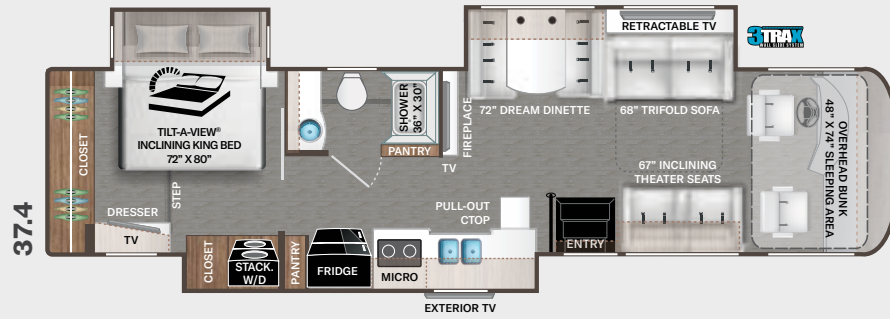 37.4
CLOSET
TILT-A-VIEW®
INCLINING KING BED
72" X 80"
STEP
DRESSER
TV
CLOSET
STACK.
W/D
PANTRY
FRIDGE
MICRO
EXTERIOR TV
SHOWER
36" X 30"
PANTRY
TV
FIREPLACE
72" DREAM DINETTE
RETRACTABLE TV
68" TRIFOLD SOFA
67" INCLINING
THEATER SEATS
PULL-OUT
CTOP
ENTRY
OVERHEAD BUNK
48" X 74" SLEEPING AREA
3TRAX